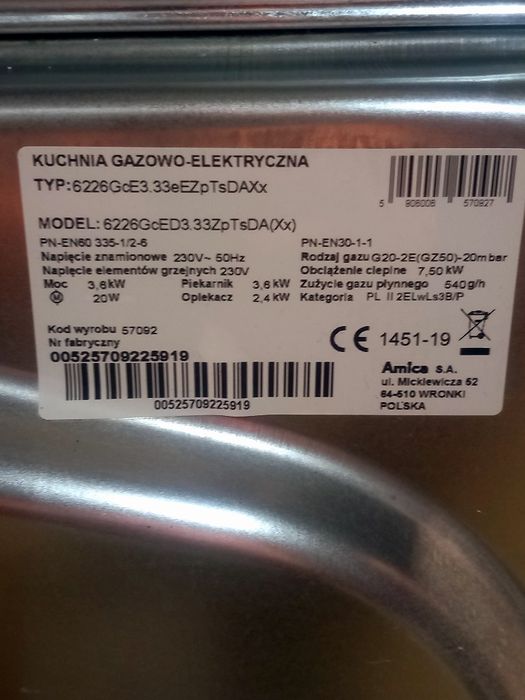 KUCHNIA GAZOWO-ELEKTRYCZNA
TYP: 6226GcE3.33eEZpTsDAXx
5 906006 570927
MODEL: 6226GcED3.33ZpTsDA(Xx)
PN-EN60 335-1/2-6
PN-EN30-1-1
Napięcie znamionowe 230V~ 50Hz
Rodzaj gazu G20-2E(GZ50)-20mbar
Napięcie elementów grzejnych 230V
Obciążenie cieplne 7,50 kW
Moc 3,6kW Piekarnik 3,6 kW
Zużycie gazu płynnego 540g/h
M 20W Opiekacz 2,4 kW
Kategoria PL II 2ELwLs3B/P
Kod wyrobu 57092
Nr fabryczny
00525709225919
CE 1451-19
00525709225919
Amica S.A.
ul. Mickiewicza 52
64-510 WRONKI
POLSKA